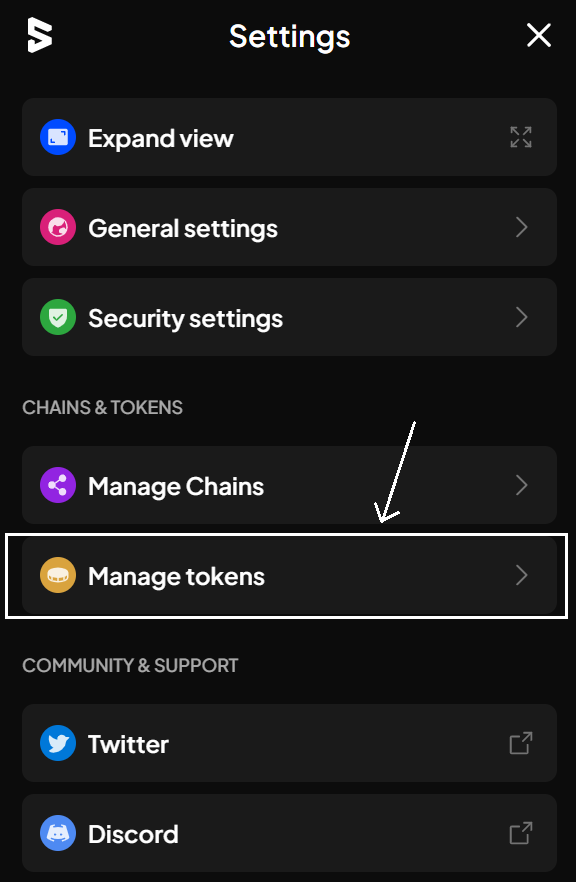 Settings
Expand view
General settings
Security settings
CHAINS & TOKENS
Manage Chains
Manage tokens
COMMUNITY & SUPPORT
Twitter
Discord